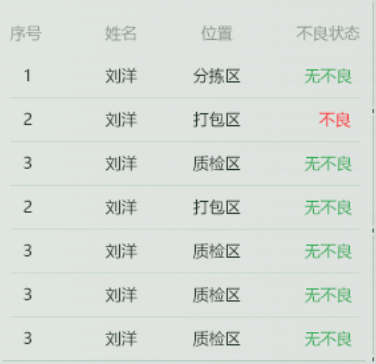 序号 姓名 位置 不良状态
1 刘洋 分拣区 无不良
2 刘洋 打包区 不良
3 刘洋 质检区 无不良
2 刘洋 打包区 无不良
3 刘洋 质检区 无不良
3 刘洋 质检区 无不良
3 刘洋 质检区 无不良